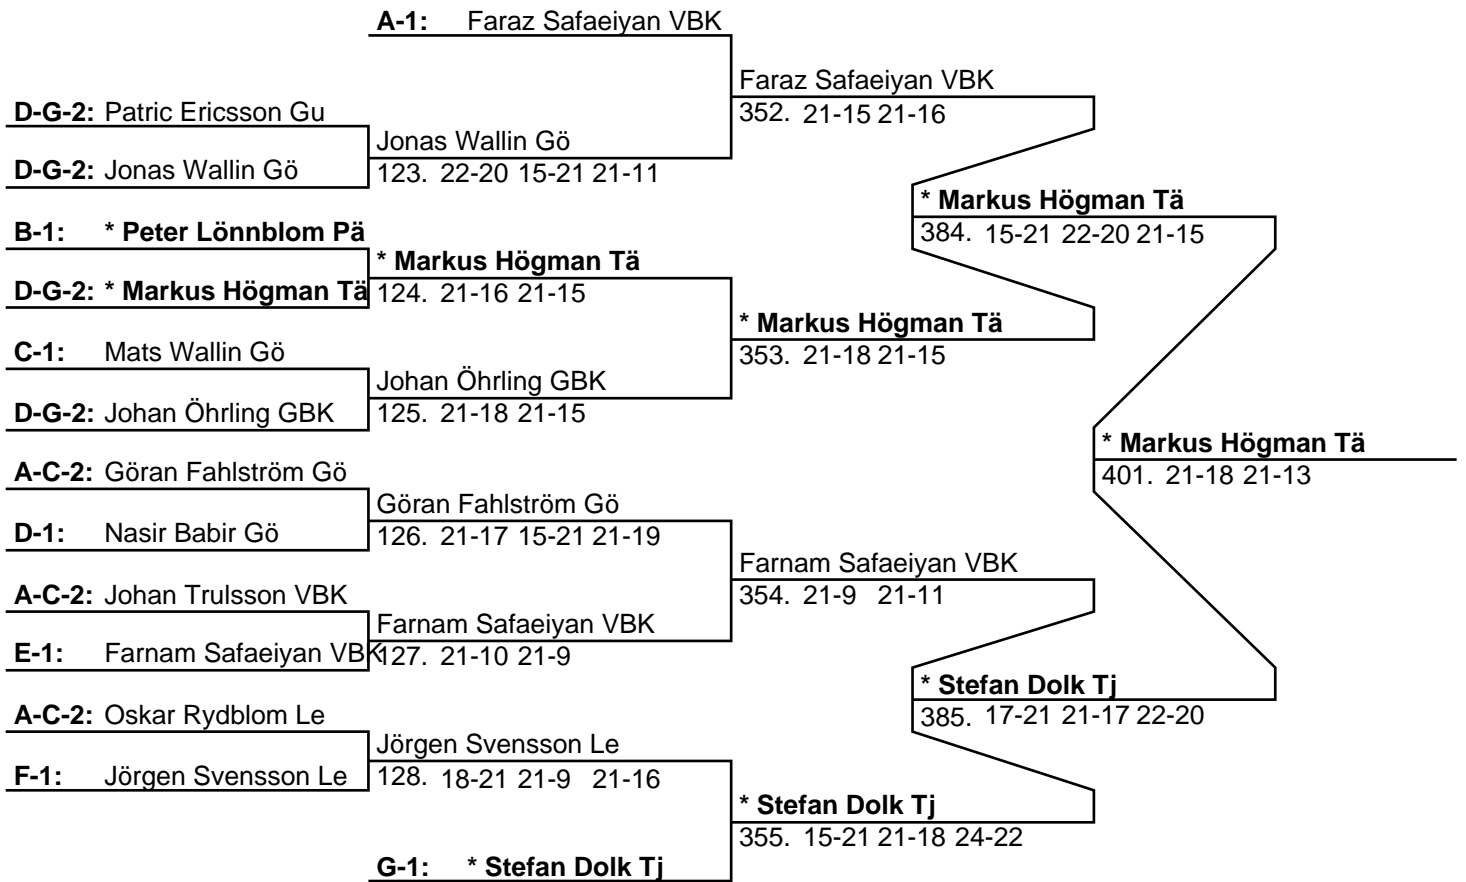 A-1: Faraz Safaeiyan VBK
Faraz Safaeiyan VBK
352. 21-15 21-16
D-G-2: Patric Ericsson Gu
Jonas Wallin Gö
D-G-2: Jonas Wallin Gö
123. 22-20 15-21 21-11
* Markus Högman Tä
384. 15-21 22-20 21-15
B-1: * Peter Lönnblom Pä
* Markus Högman Tä
D-G-2: * Markus Högman Tä
124. 21-16 21-15
* Markus Högman Tä
353. 21-18 21-15
C-1: Mats Wallin Gö
Johan Öhrling GBK
D-G-2: Johan Öhrling GBK
125. 21-18 21-15
* Markus Högman Tä
401. 21-18 21-13
A-C-2: Göran Fahlström Gö
Göran Fahlström Gö
D-1: Nasir Babir Gö
126. 21-17 15-21 21-19
Farnam Safaeiyan VBK
354. 21-9 21-11
A-C-2: Johan Trulsson VBK
Farnam Safaeiyan VBK
E-1: Farnam Safaeiyan VBK
127. 21-10 21-9
* Stefan Dolk Tj
385. 17-21 21-17 22-20
A-C-2: Oskar Rydblom Le
Jörgen Svensson Le
F-1: Jörgen Svensson Le
128. 18-21 21-9 21-16
* Stefan Dolk Tj
355. 15-21 21-18 24-22
G-1: * Stefan Dolk Tj